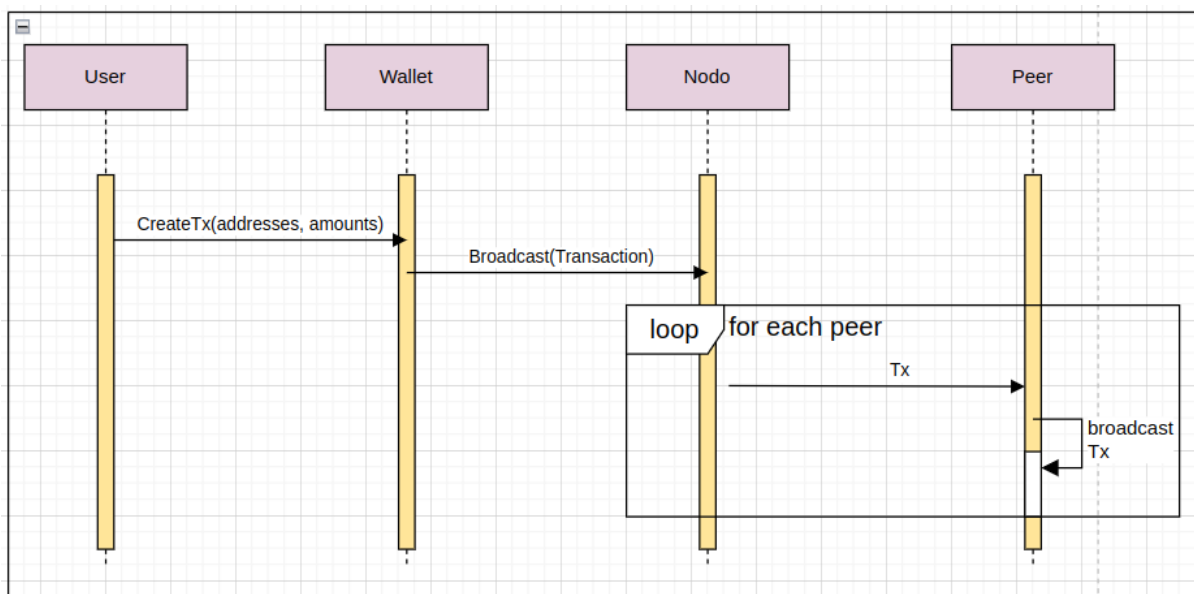 User
Wallet
Nodo
Peer
CreateTx(addresses, amounts)
Broadcast(Transaction)
loop
for each peer
Tx
broadcast
Tx